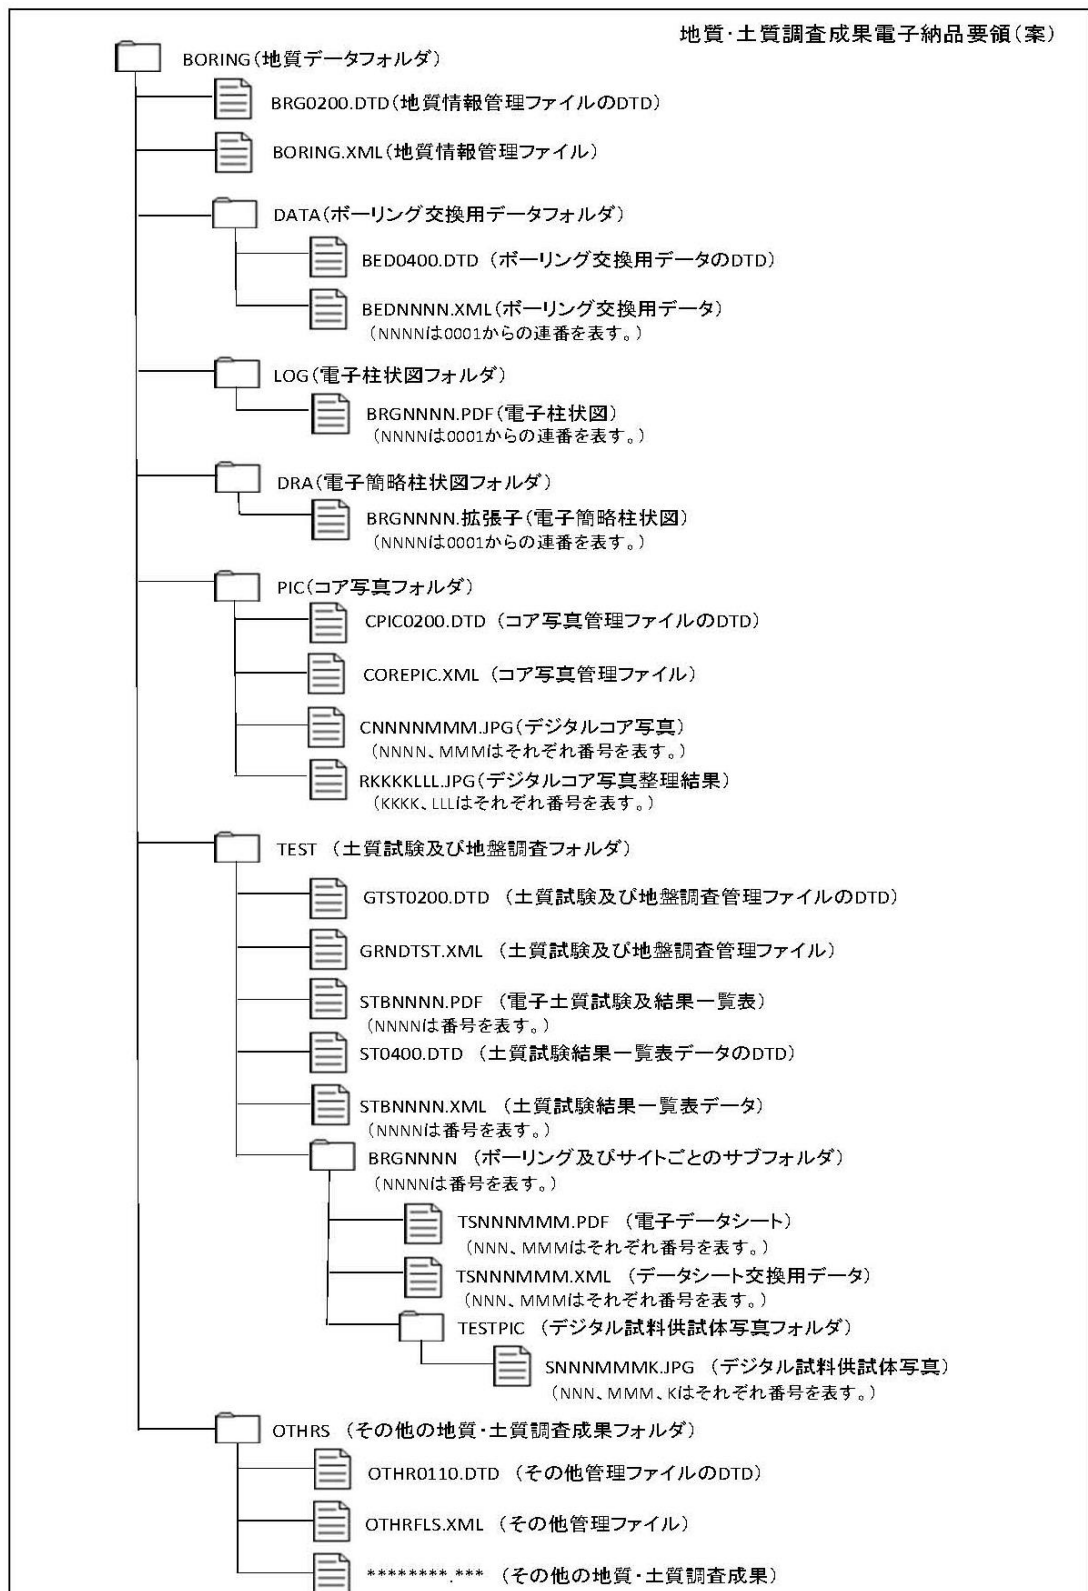 地質・土質調査成果電子納品要領（案）
BORING（地質データフォルダ）
BRG0200.DTD（地質情報管理ファイルのDTD）
BORING.XML（地質情報管理ファイル）
DATA（ボーリング交換用データフォルダ）
BED0400.DTD （ボーリング交換用データのDTD）
BEDNNNN.XML（ボーリング交換用データ）
（NNNNは0001からの連番を表す。）
LOG（電子柱状図フォルダ）
BRGNNNN.PDF（電子柱状図）
（NNNNは0001からの連番を表す。）
DRA（電子簡略柱状図フォルダ）
BRGNNNN.拡張子（電子簡略柱状図）
（NNNNは0001からの連番を表す。）
PIC（コア写真フォルダ）
CPIC0200.DTD （コア写真管理ファイルのDTD）
COREPIC.XML （コア写真管理ファイル）
CNNNNMMM.JPG（デジタルコア写真）
（NNNN、MMMはそれぞれ番号を表す。）
RKKKKLLL.JPG（デジタルコア写真整理結果）
（KKKK、LLLはそれぞれ番号を表す。）
TEST （土質試験及び地盤調査フォルダ）
GTST0200.DTD （土質試験及び地盤調査管理ファイルのDTD）
GRNDTST.XML （土質試験及び地盤調査管理ファイル）
STBNNNN.PDF （電子土質試験及結果一覧表）
（NNNNは番号を表す。）
ST0400.DTD （土質試験結果一覧表データのDTD）
STBNNNN.XML （土質試験結果一覧表データ）
（NNNNは番号を表す。）
BRGNNNN （ボーリング及びサイトごとのサブフォルダ）
（NNNNは番号を表す。）
TSNNNMMM.PDF （電子データシート）
（NNN、MMMはそれぞれ番号を表す。）
TSNNNMMM.XML （データシート交換用データ）
（NNN、MMMはそれぞれ番号を表す。）
TESTPIC （デジタル試料供試体写真フォルダ）
SNNNMMMK.JPG （デジタル試料供試体写真）
（NNN、MMM、Kはそれぞれ番号を表す。）
OTHRS （その他の地質・土質調査成果フォルダ）
OTHR0110.DTD （その他管理ファイルのDTD）
OTHRFLS.XML （その他管理ファイル）
********.*** （その他の地質・土質調査成果）